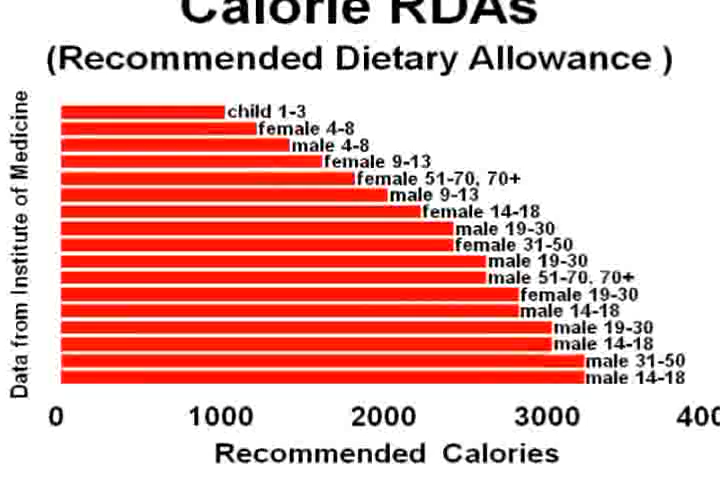 Calorie RDAs
(Recommended Dietary Allowance )
Data from Institute of Medicine
child 1-3
female 4-8
male 4-8
female 9-13
female 51-70, 70+
male 9-13
female 14-18
male 19-30
female 31-50
male 19-30
male 51-70, 70+
female 19-30
male 14-18
male 19-30
male 14-18
male 31-50
male 14-18
0 1000 2000 3000
Recommended Calories